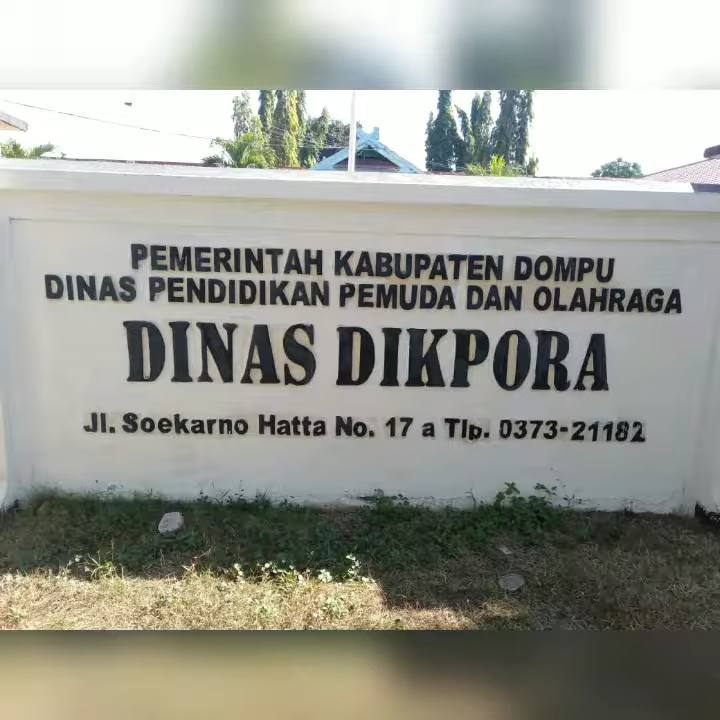 PEMERINTAH KABUPATEN DOMPU
DINAS PENDIDIKAN PEMUDA DAN OLAHRAGA
DINAS DIKPORA
Jl. Soekarno Hatta No. 17 a Tlp. 0373-21182